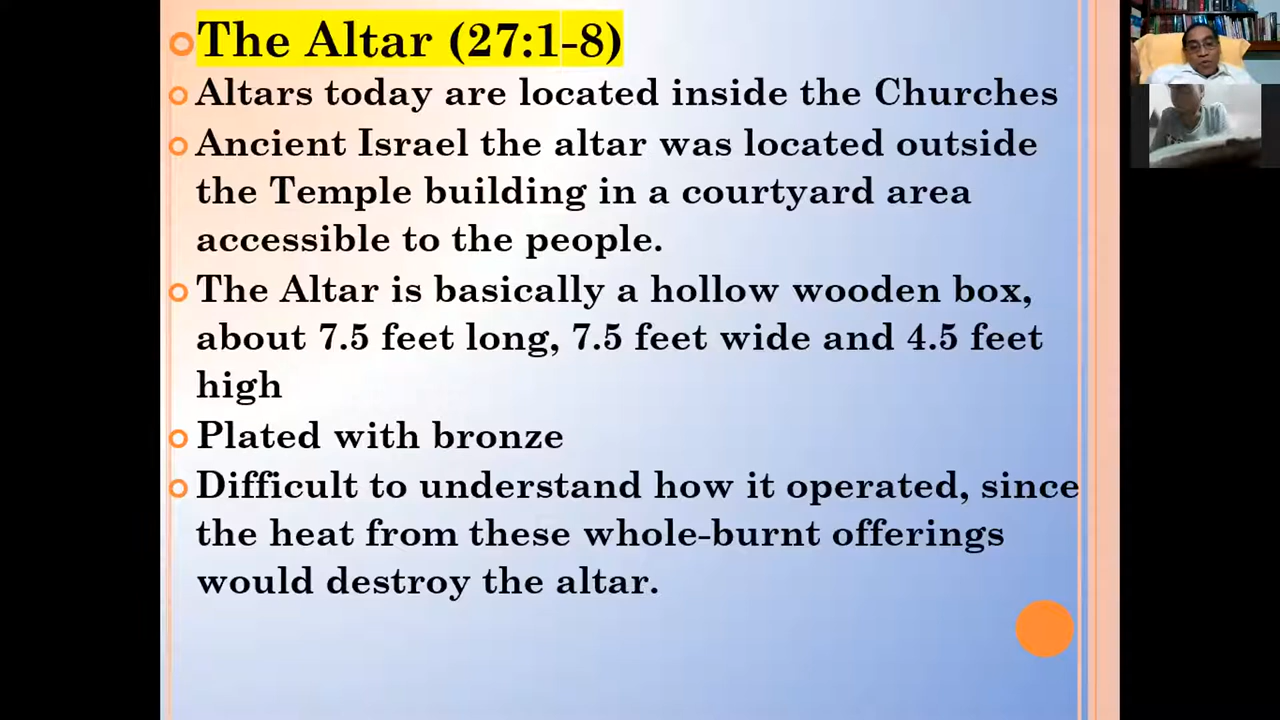 The Altar (27:1-8)
Altars today are located inside the Churches
Ancient Israel the altar was located outside
the Temple building in a courtyard area
accessible to the people.
The Altar is basically a hollow wooden box,
about 7.5 feet long, 7.5 feet wide and 4.5 feet
high
Plated with bronze
Difficult to understand how it operated, since
the heat from these whole-burnt offerings
would destroy the altar.